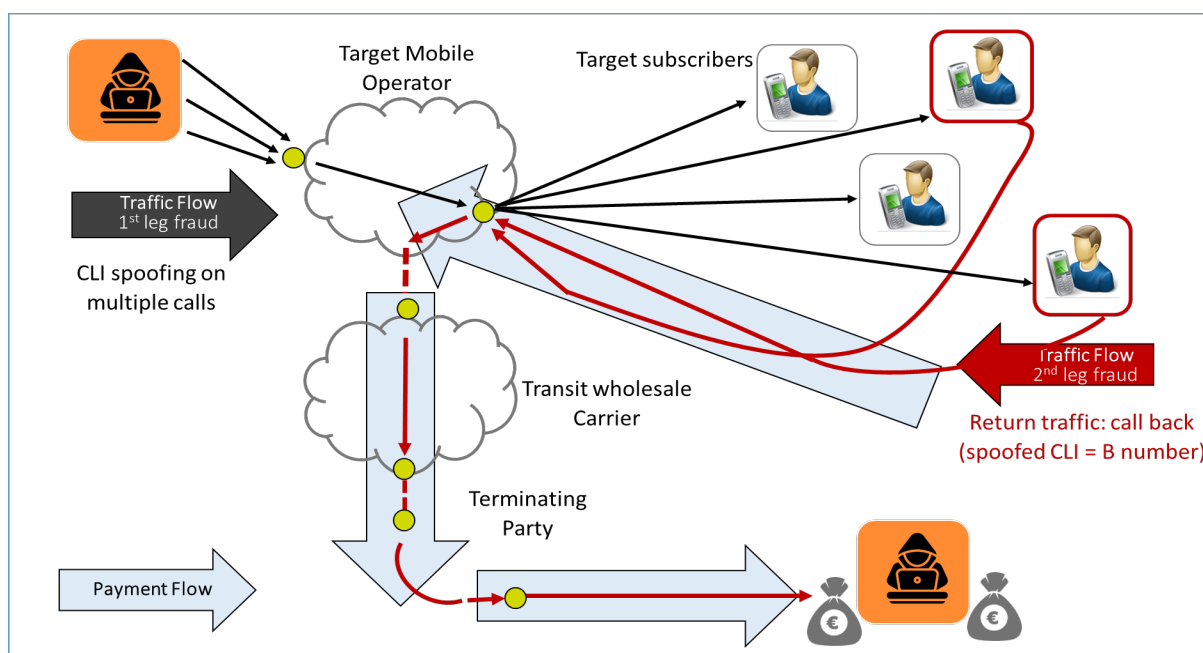 Target Mobile
Operator
Target subscribers
Traffic Flow
1st leg fraud
CLI spoofing on
multiple calls
Transit wholesale
Carrier
Traffic Flow
2nd leg fraud
Return traffic: call back
(spoofed CLI = B number)
Terminating
Party
Payment Flow
€
€